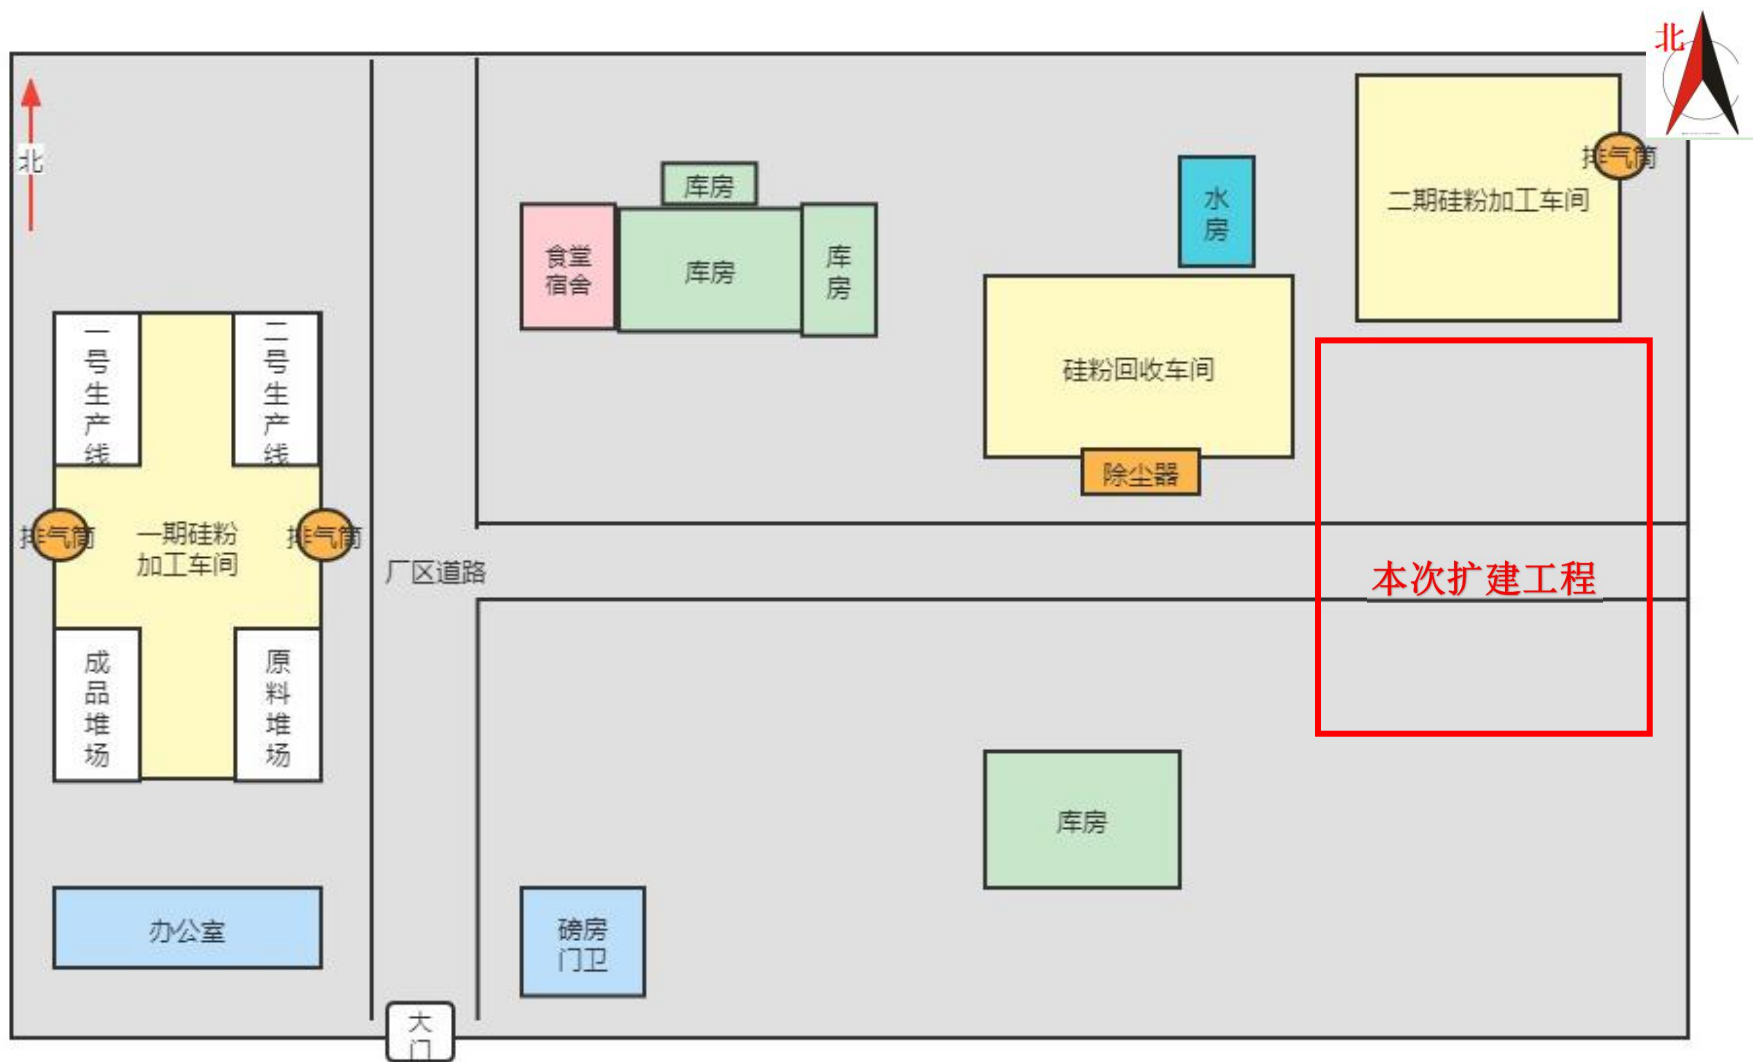 北
北
排气筒
二期硅粉加工车间
水
房
库房
食堂
宿舍
库房
库
房
硅粉回收车间
除尘器
一
号
生
产
线
二
号
生
产
线
排气筒
一期硅粉
加工车间
排气筒
厂区道路
本次扩建工程
成
品
堆
场
原
料
堆
场
库房
办公室
磅房
门卫
大
门